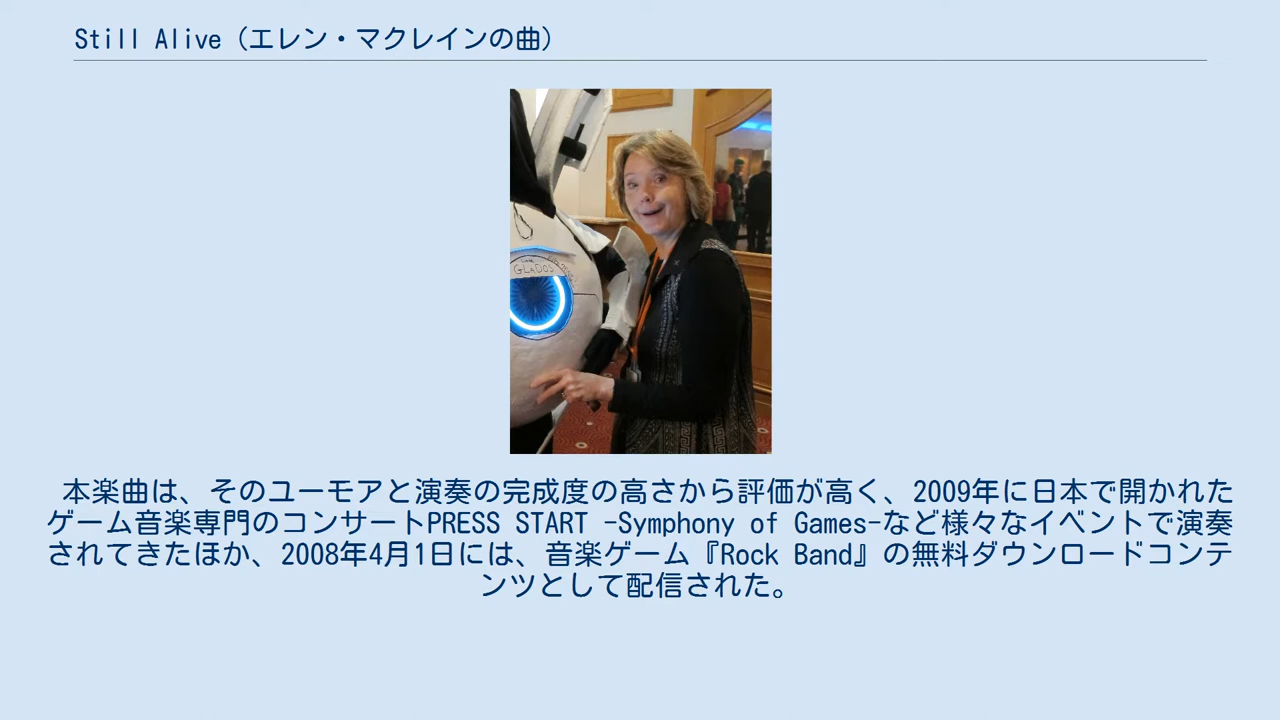 Still Alive（エレン・マクレインの曲）
GLaDOS
本楽曲は、そのユーモアと演奏の完成度の高さから評価が高く、2009年に日本で開かれた
ゲーム音楽専門のコンサートPRESS START -Symphony of Games-など様々なイベントで演奏
されてきたほか、2008年4月1日には、音楽ゲーム『Rock Band』の無料ダウンロードコンテ
ンツとして配信された。